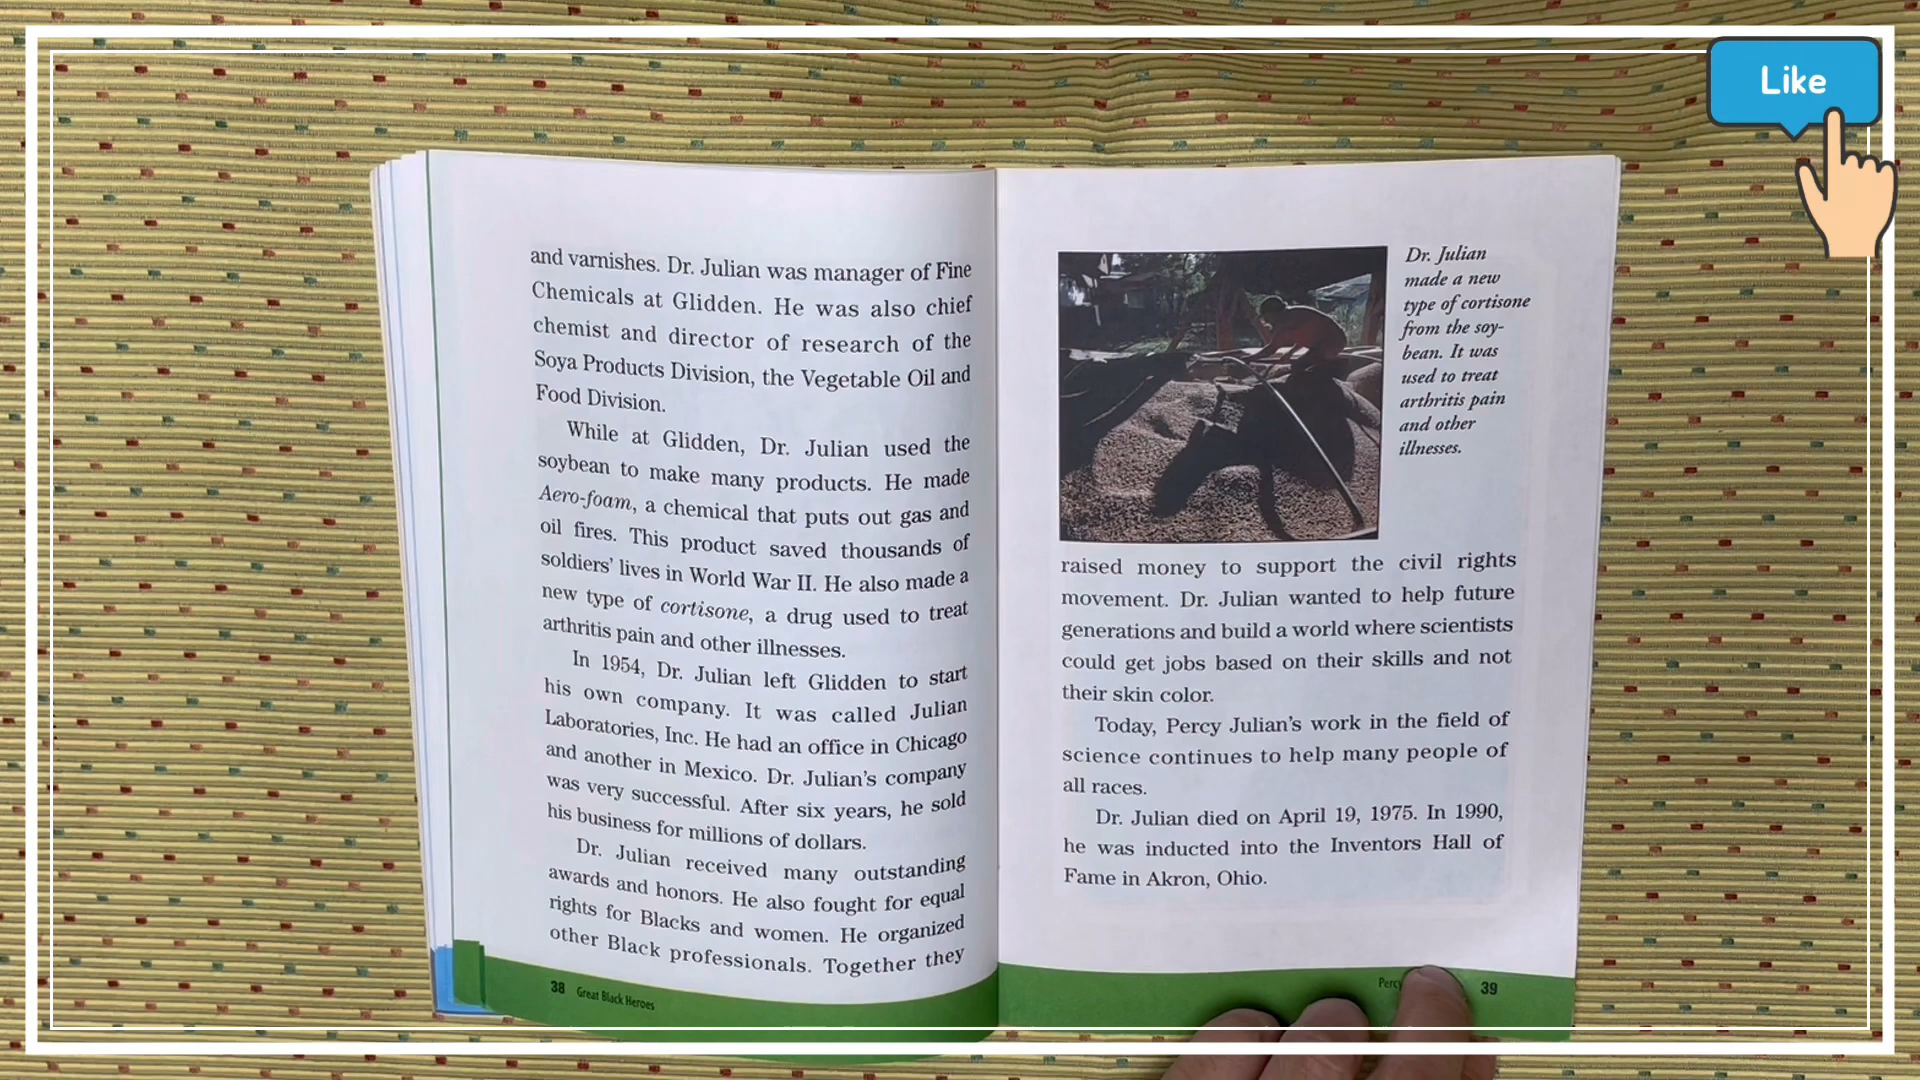 and varnishes. Dr. Julian was manager of Fine
Chemicals at Glidden. He was also chief
chemist and director of research of the
Soya Products Division, the Vegetable Oil and
Food Division.
While at Glidden, Dr. Julian used the
soybean to make many products. He made
Aero-foam, a chemical that puts out gas and
oil fires. This product saved thousands of
soldiers' lives in World War II. He also made a
new type of cortisone, a drug used to treat
arthritis pain and other illnesses.
In 1954, Dr. Julian left Glidden to start
his own company. It was called Julian
Laboratories, Inc. He had an office in Chicago
and another in Mexico. Dr. Julian's company
was very successful. After six years, he sold
his business for millions of dollars.
Dr. Julian received many outstanding
awards and honors. He also fought for equal
rights for Blacks and women. He organized
other Black professionals. Together they
38 Great Black Heroes
Dr. Julian
made a new
type of cortisone
from the soy-
bean. It was
used to treat
arthritis pain
and other
illnesses.
raised money to support the civil rights
movement. Dr. Julian wanted to help future
generations and build a world where scientists
could get jobs based on their skills and not
their skin color.
Today, Percy Julian's work in the field of
science continues to help many people of
all races.
Dr. Julian died on April 19, 1975. In 1990,
he was inducted into the Inventors Hall of
Fame in Akron, Ohio.
39
Like